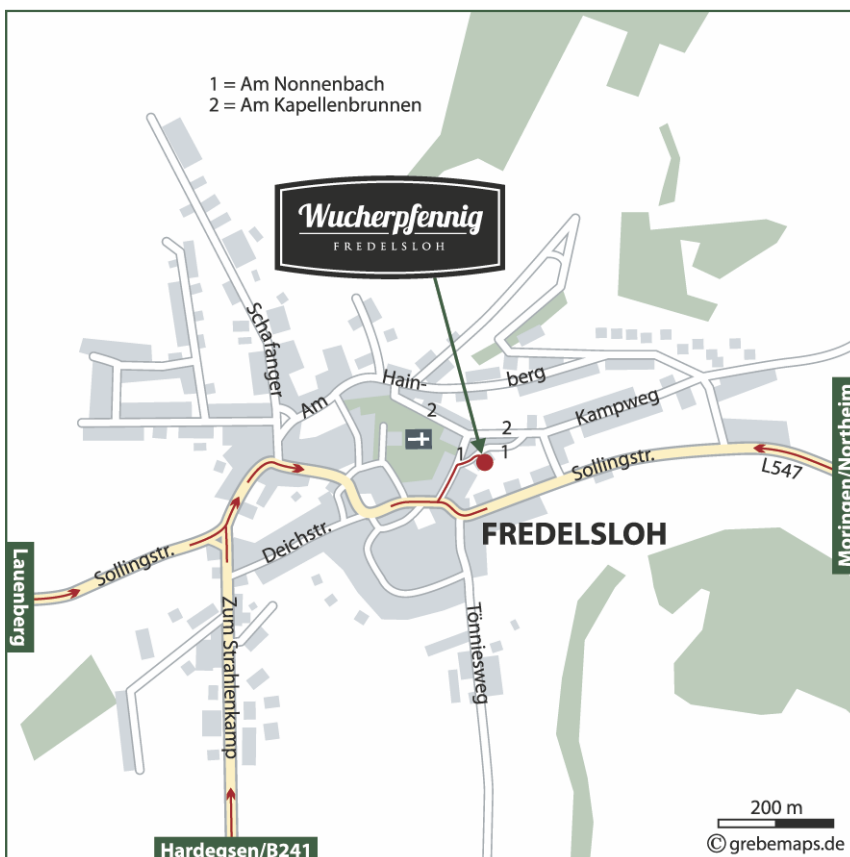 1 = Am Nonnenbach
2 = Am Kapellenbrunnen
Wucherpfennig
FREDELSLOH
Schafanger
Am
Hain-
berg
2
2
Kampweg
1
1
Sollingstr.
L547
Moringen/Northeim
FREDELSLOH
Deichstr.
Sollingstr.
Lauenberg
Zum Strahlenkamp
Tönniesweg
200 m
Hardegsen/B241
© grebemaps.de